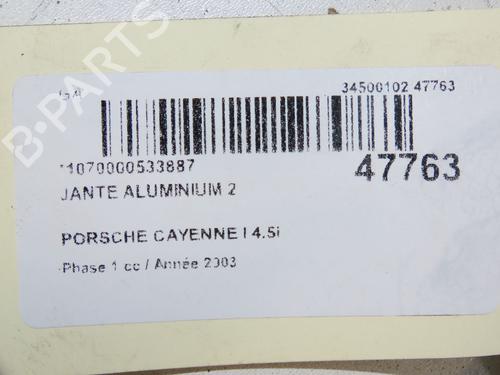 B-PARTS
34500102 47763
*1070000533887
47763
JANTE ALUMINIUM 2
PORSCHE CAYENNE I 4.5i
Phase 1 cc / Année 2003